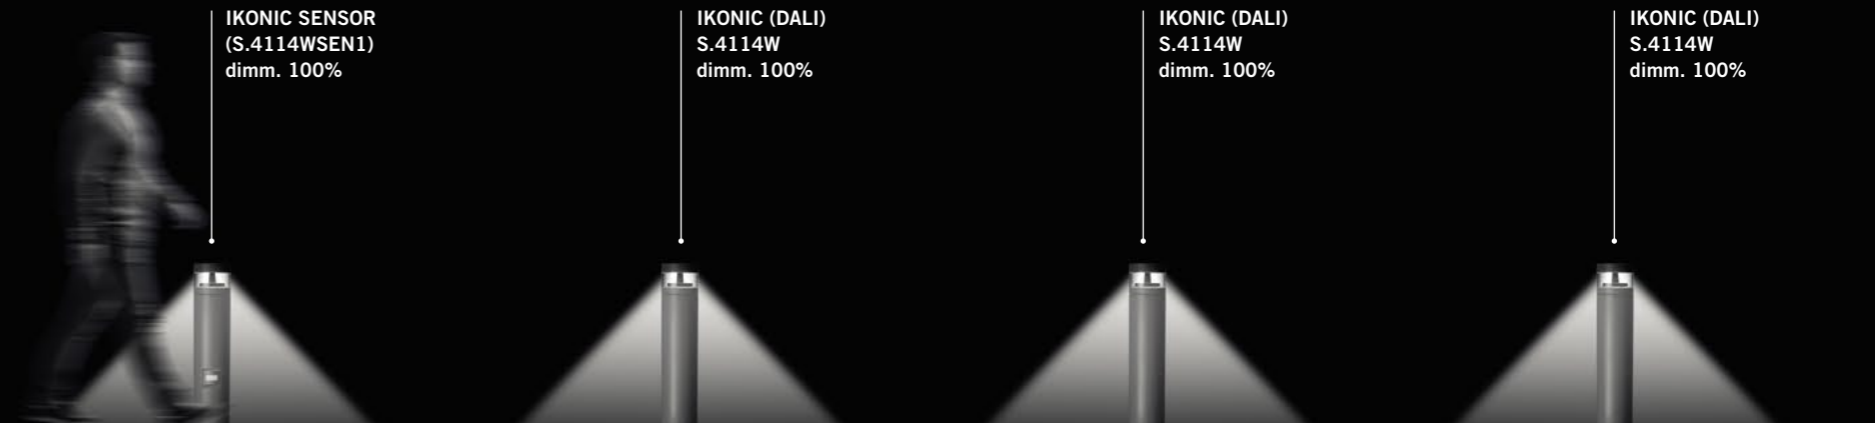 IKONIC SENSOR
(S.4114WSEN1)
dimm. 100%
IKONIC (DALI)
S.4114W
dimm. 100%
IKONIC (DALI)
S.4114W
dimm. 100%
IKONIC (DALI)
S.4114W
dimm. 100%